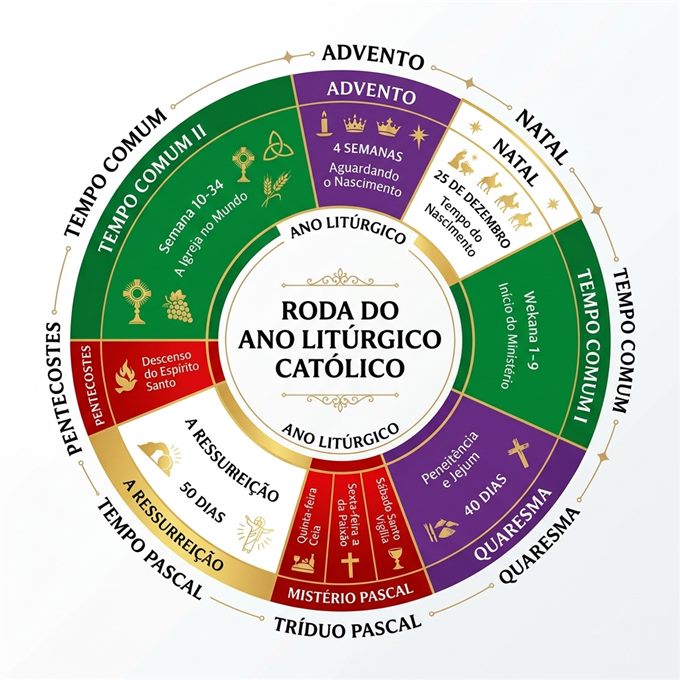 ADVENTO
NATAL
TEMPO COMUM
QUARESMA
TRÍDUO PASCAL
TEMPO PASCAL
PENTECOSTES
TEMPO COMUM
ADVENTO
4 SEMANAS
Aguardando
o Nascimento
NATAL
25 DE DEZEMBRO
Tempo do
Nascimento
TEMPO COMUM I
Wekana 1-9
Início do Ministério
QUARESMA
Peneitência
e Jejum
40 DIAS
MISTÉRIO PASCAL
Sábado Santo
Vigília
Sexta-feira a
da Paixão
Quinta-feira
Ceia
A RESSURREIÇÃO
A RESSURREIÇÃO
50 DIAS
PENTECOSTES
Descenso
do Espírito
Santo
TEMPO COMUM II
Semana 10-34
A Igreja no Mundo
ANO LITÚRGICO
RODA DO
ANO LITÚRGICO
CATÓLICO
ANO LITÚRGICO